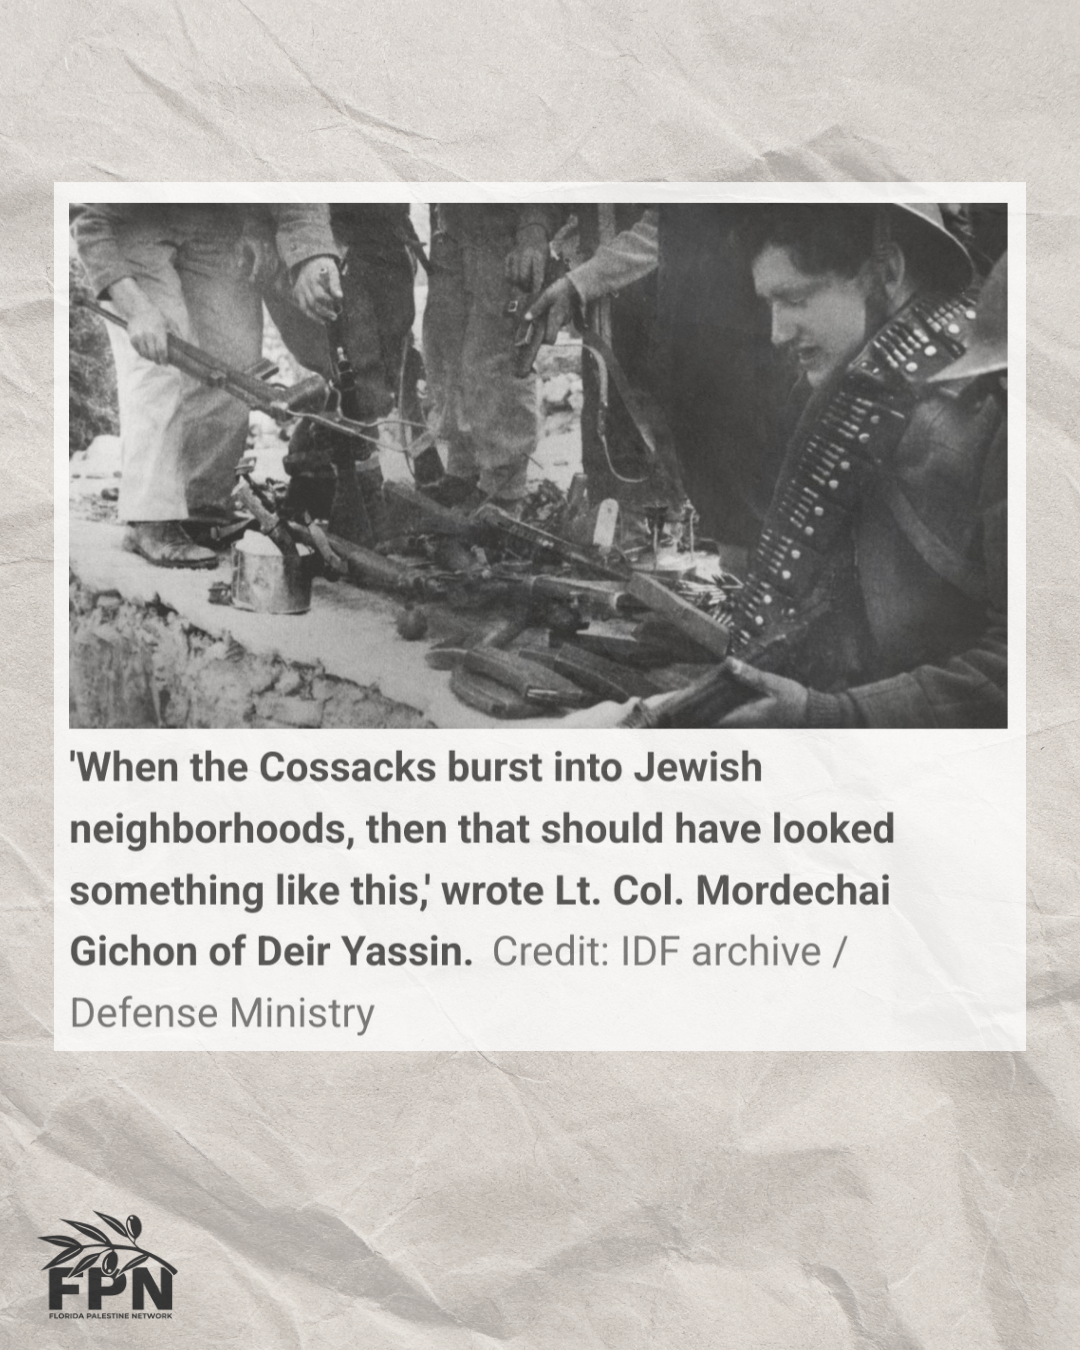 'When the Cossacks burst into Jewish
neighborhoods, then that should have looked
something like this,' wrote Lt. Col. Mordechai
Gichon of Deir Yassin. Credit: IDF archive /
Defense Ministry
FPN
FLORIDA PALESTINE NETWORK